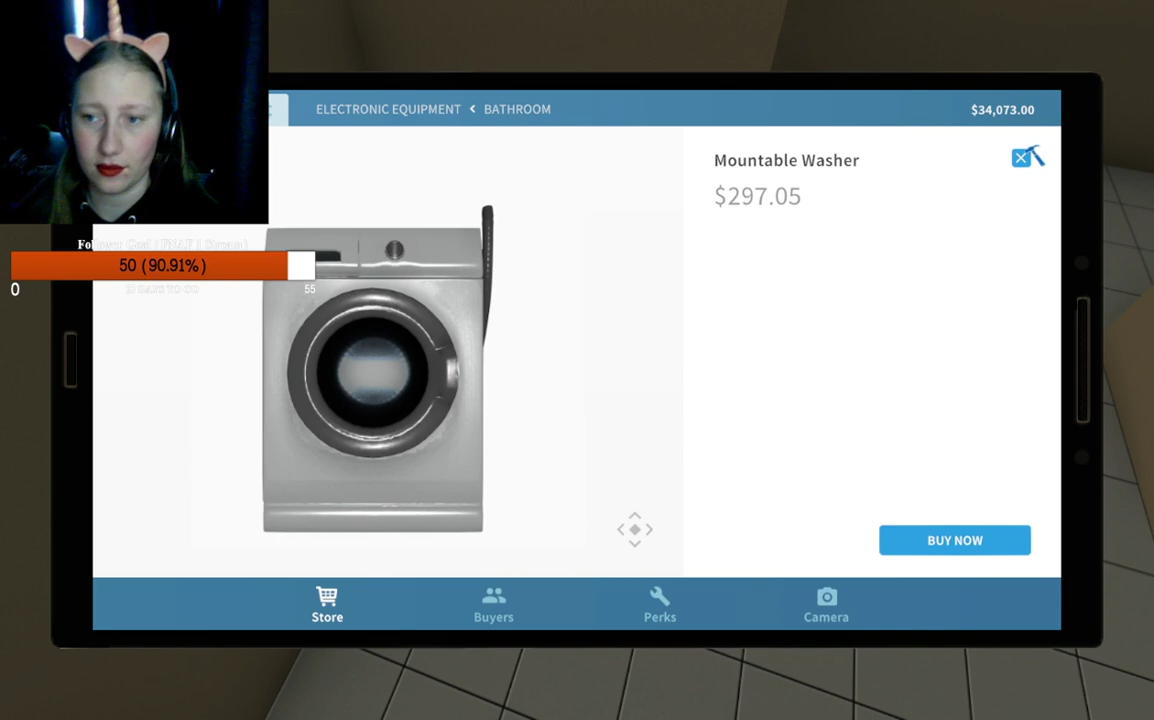 ELECTRONIC EQUIPMENT < BATHROOM
$34,073.00
Mountable Washer
$297.05
50 (90.91%)
0
55
BUY NOW
Store
Buyers
Perks
Camera